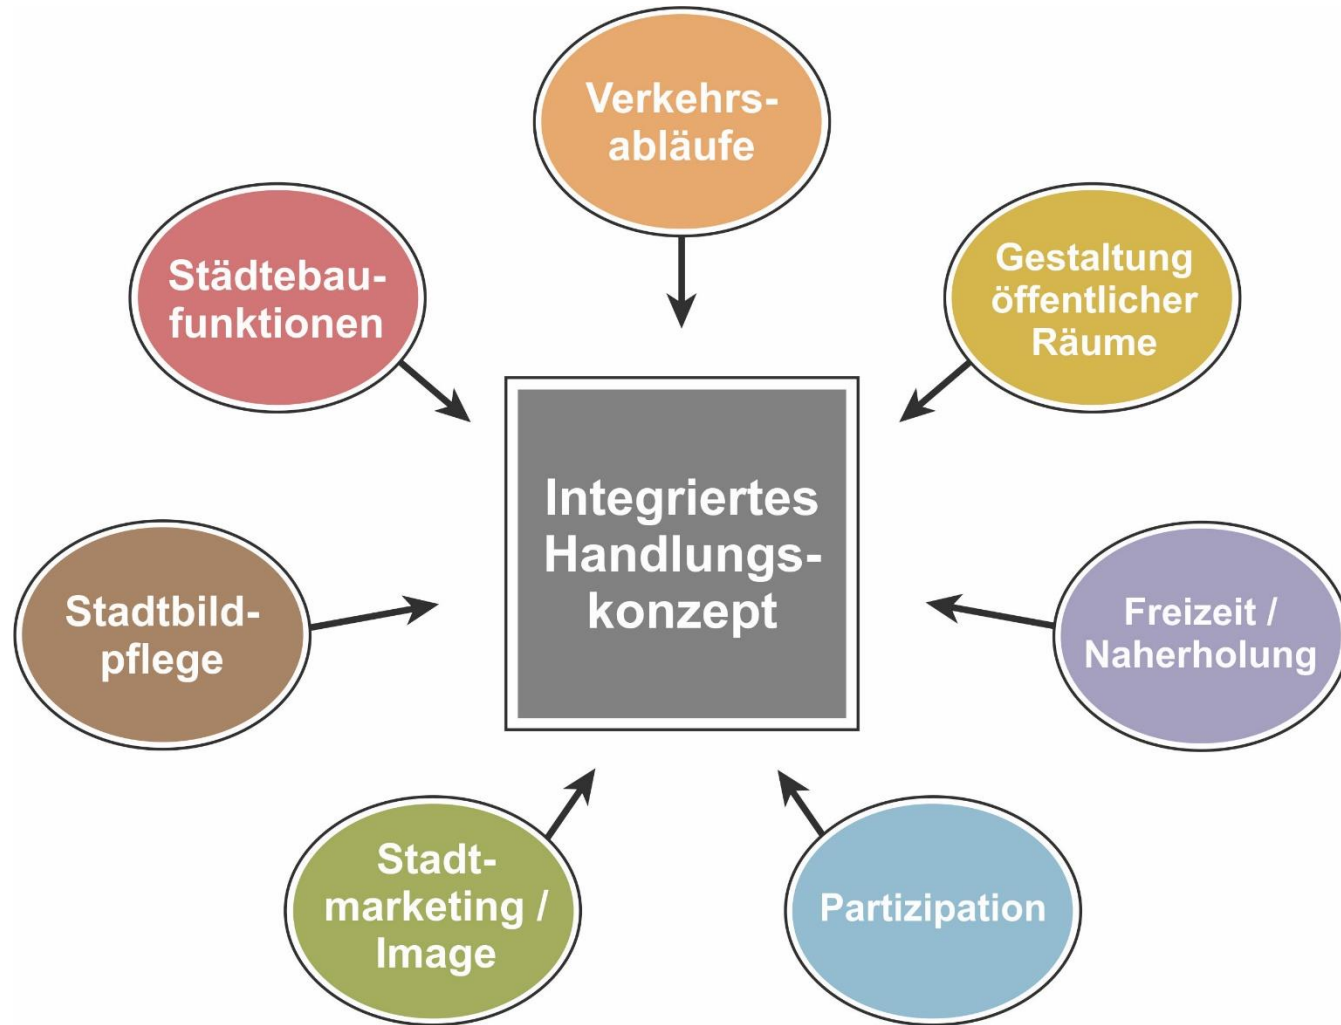 Verkehrs-
abläufe
Städtebau-
funktionen
Gestaltung
öffentlicher
Räume
Integriertes
Handlungs-
konzept
Stadtbild-
pflege
Freizeit /
Naherholung
Stadt-
marketing /
Image
Partizipation